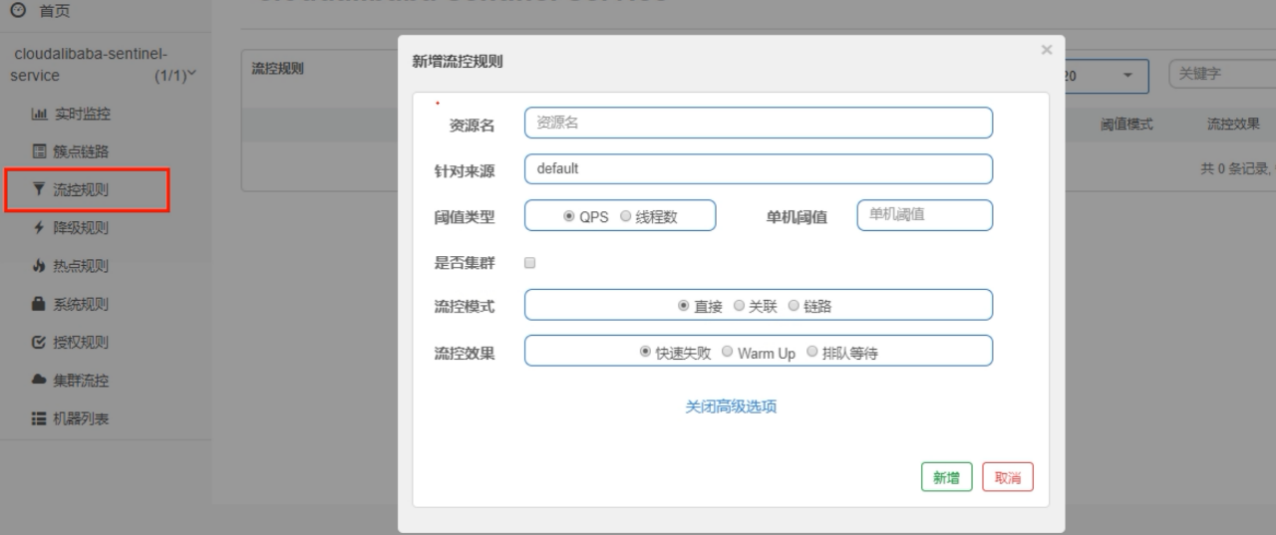 首页
cloudalibaba-sentinel-
service (1/1)
实时监控
簇点链路
流控规则
降级规则
热点规则
系统规则
授权规则
集群流控
机器列表
流控规则
20
关键字
阈值模式 流控效果
共 0 条记录,
新增流控规则
×
资源名 资源名
针对来源 default
阈值类型 QPS 线程数 单机阈值 单机阈值
是否集群
流控模式 直接 关联 链路
流控效果 快速失败 Warm Up 排队等待
关闭高级选项
新增 取消